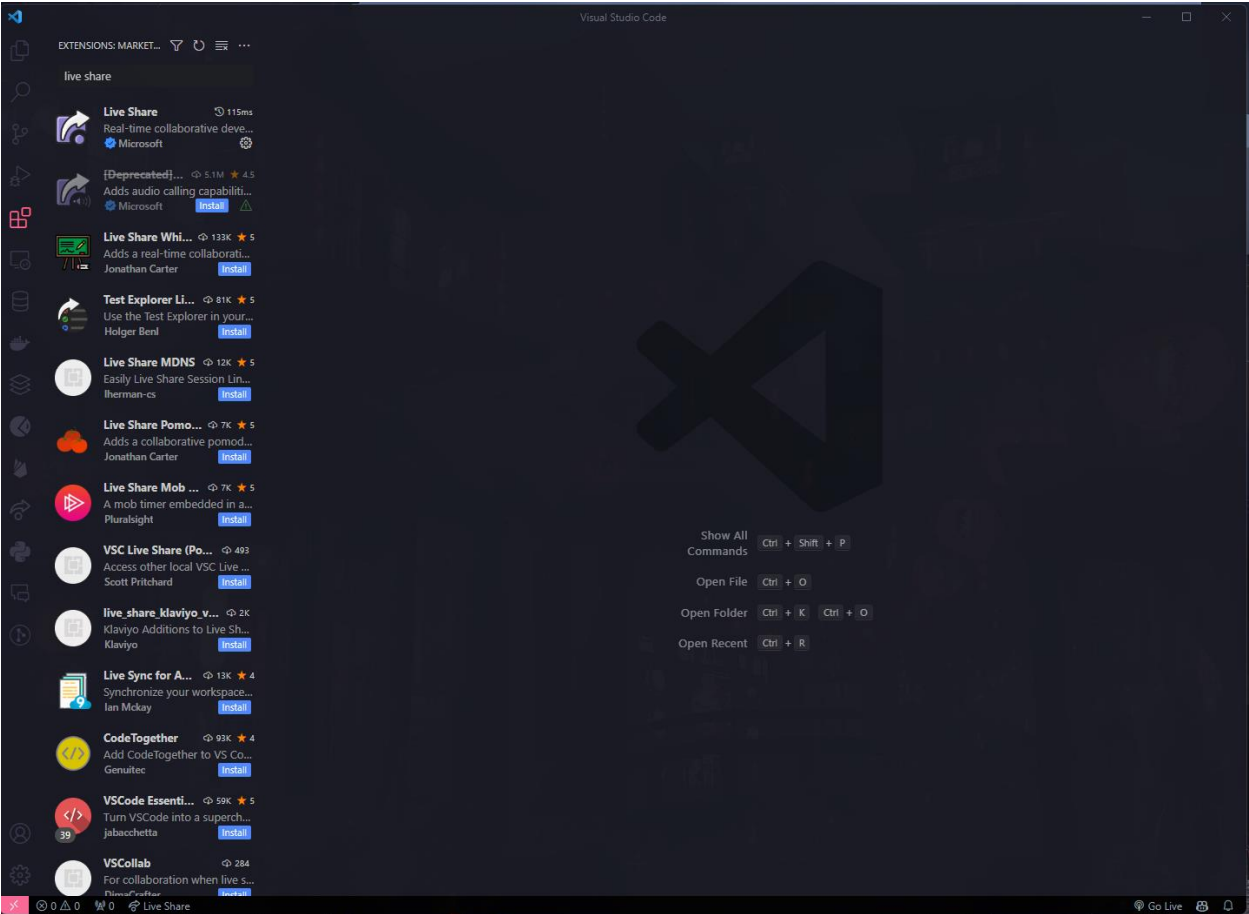 Visual Studio Code
EXTENSIONS: MARKET...
live share
Live Share 115ms
Real-time collaborative deve...
Microsoft
[Deprecated]... 5.1M ★ 4.5
Adds audio calling capabiliti...
Microsoft Install
Live Share Whi... 133K ★ 5
Adds a real-time collaborati...
Jonathan Carter Install
Test Explorer Li... 81K ★ 5
Use the Test Explorer in your...
Holger Benl Install
Live Share MDNS 12K ★ 5
Easily Live Share Session Lin...
lherman-cs Install
Live Share Pomo... 7K ★ 5
Adds a collaborative pomod...
Jonathan Carter Install
Live Share Mob ... 7K ★ 5
A mob timer embedded in a...
Pluralsight Install
VSC Live Share (Po... 493
Access other local VSC Live ...
Scott Pritchard Install
live_share_klaviyo_v... 2K
Klaviyo Additions to Live Sh...
Klaviyo Install
Live Sync for A... 13K ★ 4
Synchronize your workspace...
Ian Mckay Install
CodeTogether 93K ★ 4
Add CodeTogether to VS Co...
Genuitec Install
VSCode Essenti... 59K ★ 5
Turn VSCode into a superch...
39 jabacchetta Install
VSCollab 284
For collaboration when live s...
DimaCrafter Install
Show All Commands Ctrl + Shift + P
Open File Ctrl + O
Open Folder Ctrl + K Ctrl + O
Open Recent Ctrl + R
0 0 0 Live Share Go Live